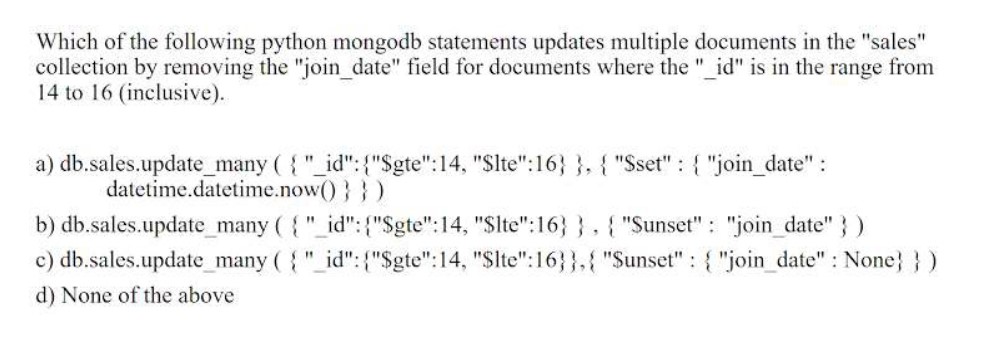 Which of the following python mongodb statements updates multiple documents in the "sales"
collection by removing the "join_date" field for documents where the "_id" is in the range from
14 to 16 (inclusive).
a) db.sales.update_many ( { "_id":{"$gte":14, "$lte":16} }, { "$set" : { "join_date" :
datetime.datetime.now() } } )
b) db.sales.update_many ( { "_id":{"$gte":14, "$lte":16} } , { "$unset" : "join_date" } )
c) db.sales.update_many ( { "_id":{"$gte":14, "$lte":16}},{ "$unset" : { "join_date" : None} } )
d) None of the above